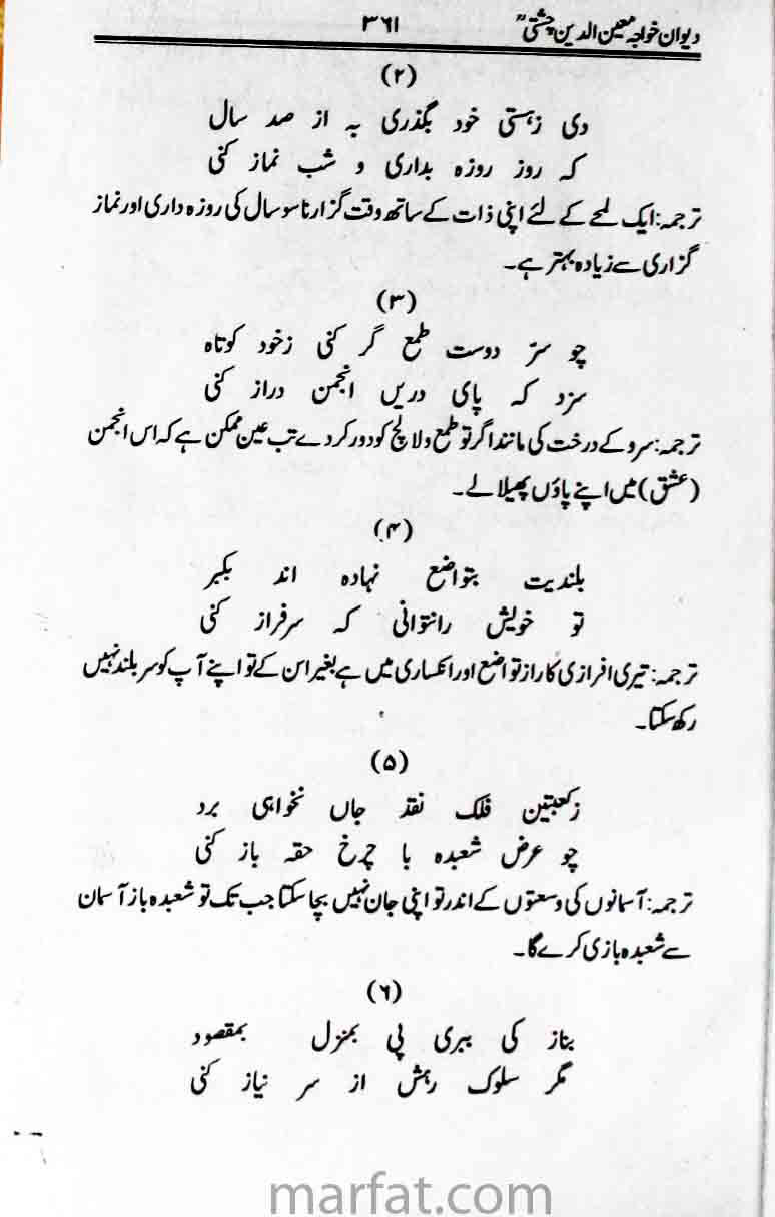 دیوان خواجہ معین الدین چشتیؒ ۳۶۱
(۲)
دی زہستی خود بگذری بہ از صد سال
کہ روز روزہ بداری و شب نماز کنی
ترجمہ: ایک لمحے کے لئے اپنی ذات کے ساتھ وقت گزارنا سو سال کی روزہ داری اور نماز
گزاری سے زیادہ بہتر ہے۔
(۳)
چو سرّ دوست طمع گر کنی زخود کوتاہ
سزد کہ پای دریں انجمن دراز کنی
ترجمہ: سرو کے درخت کی مانند اگر تو طمع و لالچ کو دور کر دے تب عین ممکن ہے کہ اس انجمن
(عشق) میں اپنے پاؤں پھیلا لے۔
(۴)
بلندیت بتواضع نہادہ اند بکبر
تو خویش رانتوانی کہ سرفراز کنی
ترجمہ: تیری افرازی کا راز تواضع اور انکساری میں ہے بغیر اس کے تو اپنے آپ کو سر بلند نہیں
رکھ سکتا۔
(۵)
زکعبتین فلک نقد جاں نخواہی برد
چو عرض شعبدہ با چرخ حقہ باز کنی
ترجمہ: آسمانوں کی وسعتوں کے اندر تو اپنی جان نہیں بچا سکتا جب تک تو شعبدہ باز آسمان
سے شعبدہ بازی کرے گا۔
(۶)
بناز کی ببری پی بمنزل بمقصود
مگر سلوک رہش از سر نیاز کنی
marfat.com